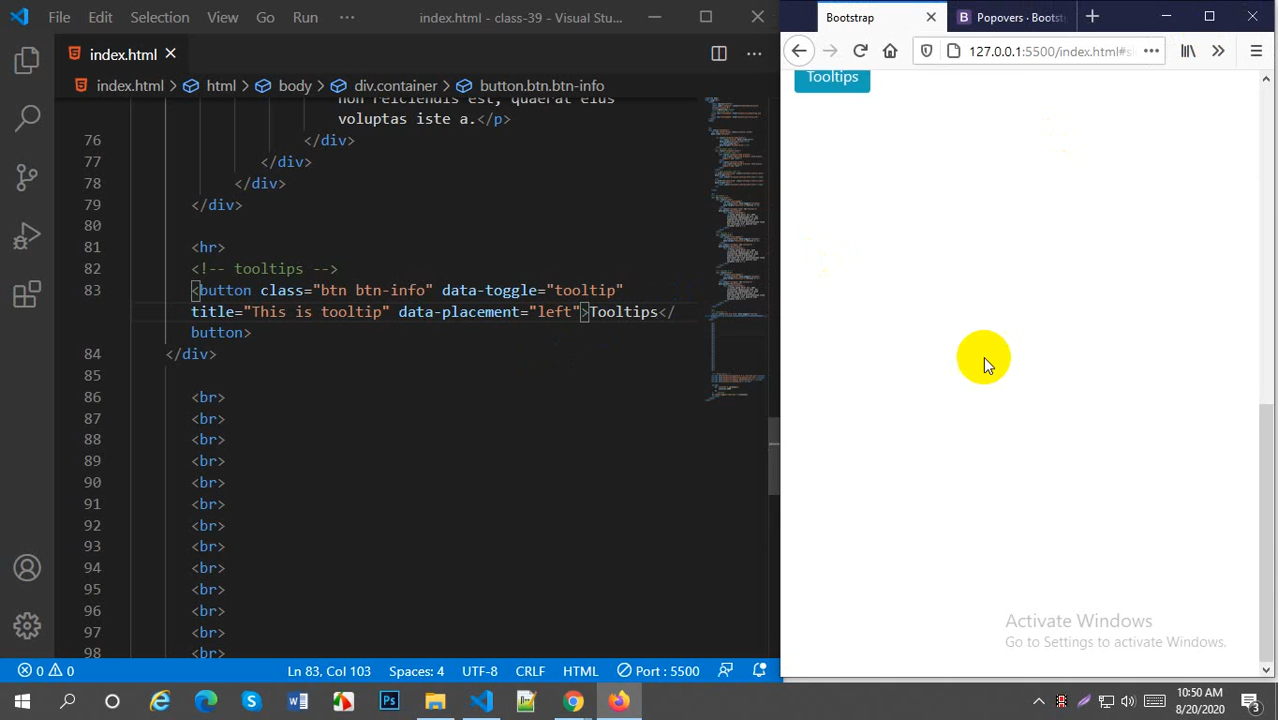 File Edit Selection View Go Run ··· index.html - class-39 - Visual Stu...
index.html
index.html > html > body > div.container > button.btn.btn-info
non reiciendis est, quaerat eius
voluptas iste a.</p>
76 </div>
77 </div>
78 </div>
79 </div>
80
81 <hr>
82 <!-- tooltips -->
83 <button class="btn btn-info" data-toggle="tooltip"
title="This is tooltip" data-placement="left">Tooltips</
button>
84 </div>
85
86 <br>
87 <br>
88 <br>
89 <br>
90 <br>
91 <br>
92 <br>
93 <br>
94 <br>
95 <br>
96 <br>
97 <br>
98 <br>
0 0 Ln 83, Col 103 Spaces: 4 UTF-8 CRLF HTML Port : 5500
Bootstrap
Popovers · Boots
127.0.0.1:5500/index.html#s
Tooltips
Activate Windows
Go to Settings to activate Windows.
10:50 AM
8/20/2020
3